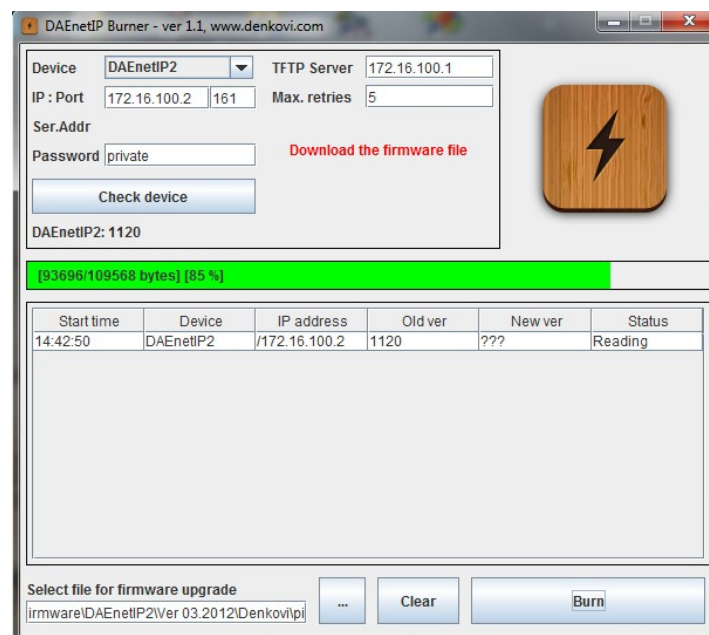 DAEnetIP Burner - ver 1.1, www.denkovi.com
Device DAEnetIP2 TFTP Server 172.16.100.1
IP : Port 172.16.100.2 161 Max. retries 5
Ser.Addr
Password private Download the firmware file
Check device
DAEnetIP2: 1120
[93696/109568 bytes] [85 %]
Start time Device IP address Old ver New ver Status
14:42:50 DAEnetIP2 /172.16.100.2 1120 ??? Reading
Select file for firmware upgrade
irmware\DAEnetIP2\Ver 03.2012\Denkovi\pi ... Clear Burn